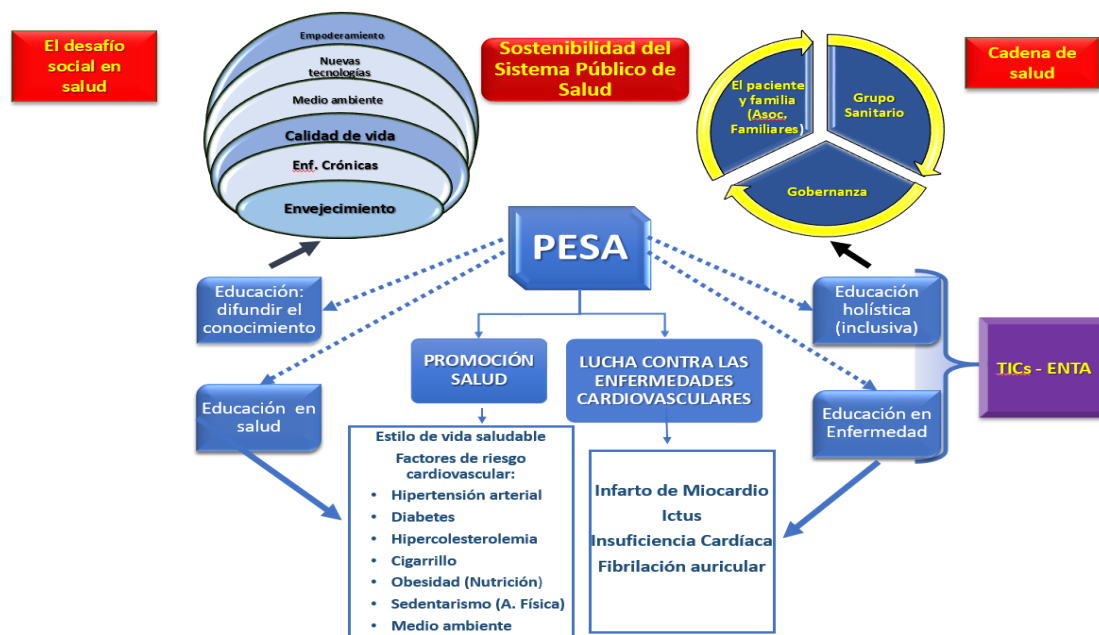 El desafío
social en
salud
Empoderamiento
Nuevas
tecnologías
Medio ambiente
Calidad de vida
Enf. Crónicas
Envejecimiento
Sostenibilidad del
Sistema Público de
Salud
El paciente
y familia
(Asoc.
Familiares)
Grupo
Sanitario
Gobernanza
Cadena de
salud
PESA
Educación:
difundir el
conocimiento
Educación en
salud
PROMOCIÓN
SALUD
LUCHA CONTRA LAS
ENFERMEDADES
CARDIOVASCULARES
Educación
holística
(inclusiva)
Educación en
Enfermedad
TICs - ENTA
Estilo de vida saludable
Factores de riesgo
cardiovascular:
• Hipertensión arterial
• Diabetes
• Hipercolesterolemia
• Cigarrillo
• Obesidad (Nutrición)
• Sedentarismo (A. Física)
• Medio ambiente
Infarto de Miocardio
Ictus
Insuficiencia Cardíaca
Fibrilación auricular